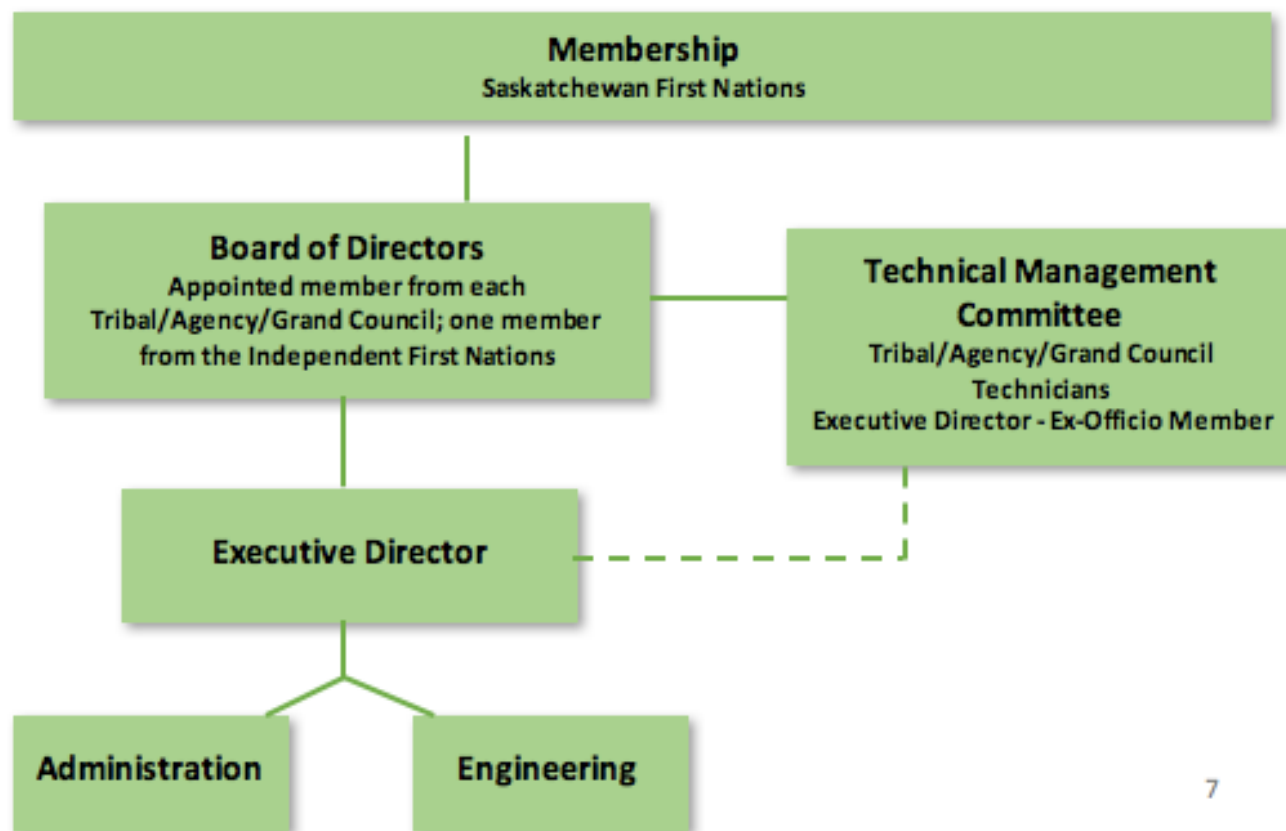 Membership
Saskatchewan First Nations
Board of Directors
Appointed member from each
Tribal/Agency/Grand Council; one member
from the Independent First Nations
Technical Management
Committee
Tribal/Agency/Grand Council
Technicians
Executive Director - Ex-Officio Member
Executive Director
Administration
Engineering
7